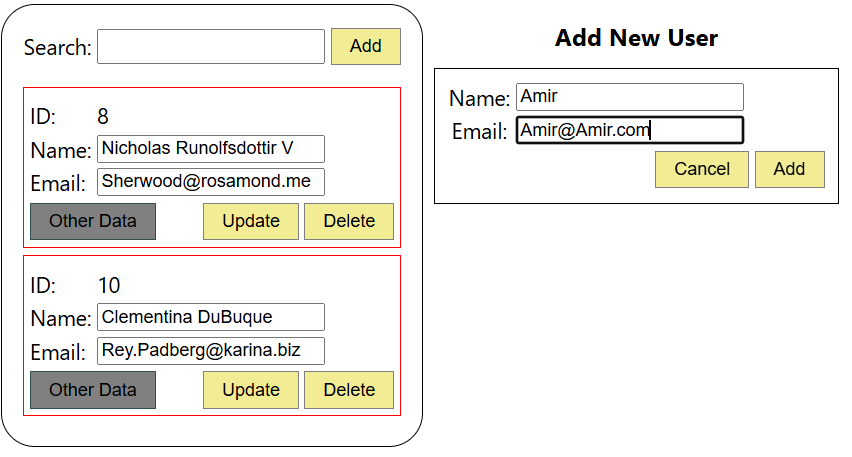 Search: Add
ID: 8
Name: Nicholas Runolfsdottir V
Email: Sherwood@rosamond.me
Other Data Update Delete
ID: 10
Name: Clementina DuBuque
Email: Rey.Padberg@karina.biz
Other Data Update Delete
Add New User
Name: Amir
Email: Amir@Amir.com
Cancel Add